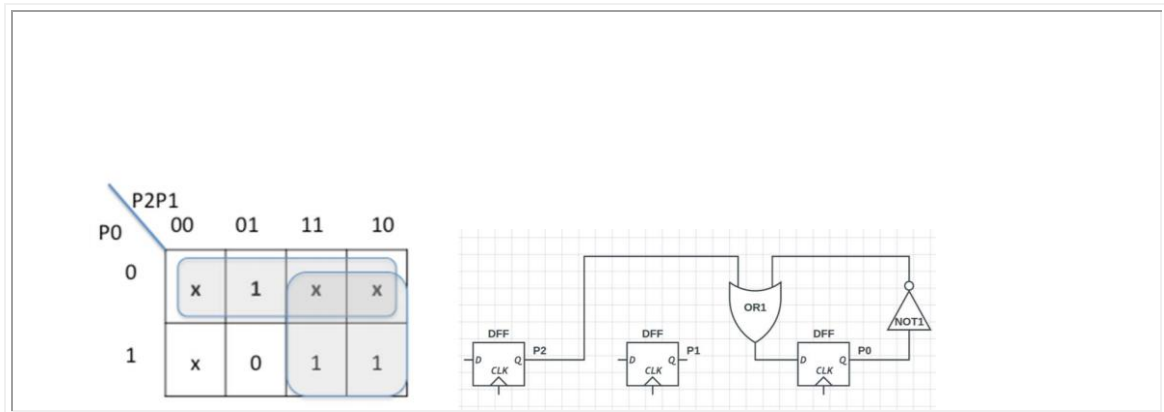 P2P1
P0 00 01 11 10
0 x 1 x x
1 x 0 1 1
OR1
NOT1
DFF DFF DFF
D Q P2 D Q P1 D Q P0
CLK CLK CLK